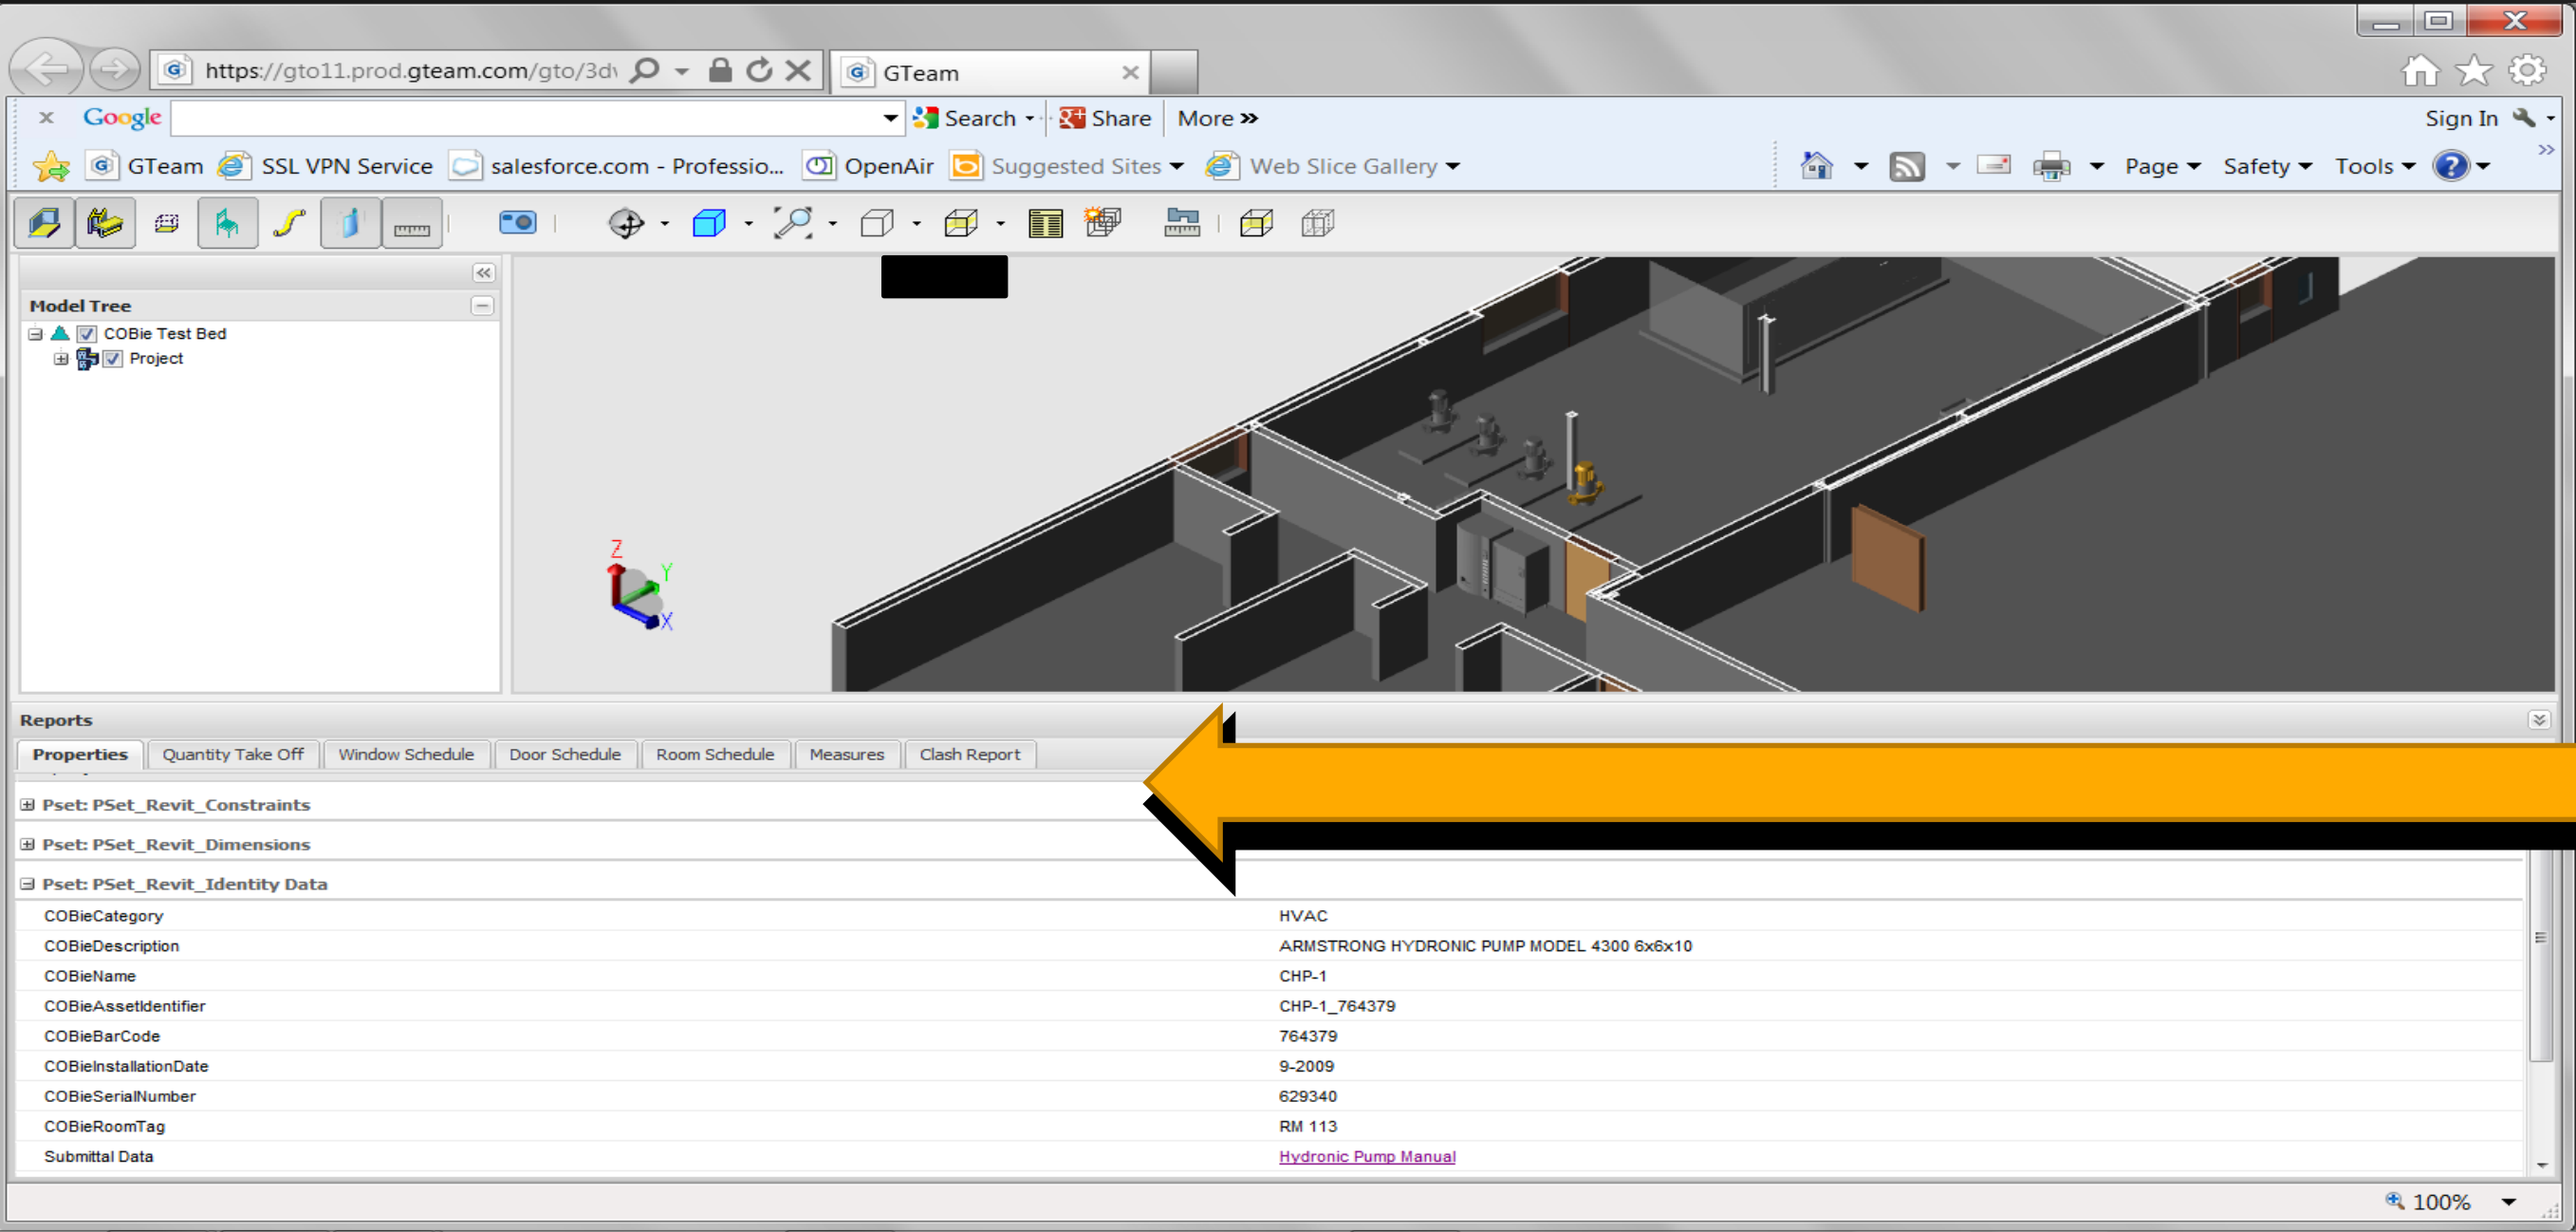 https://gto11.prod.gteam.com/gto/3d
GTeam
Google
Search
Share
More »
Sign In
GTeam
SSL VPN Service
salesforce.com - Professio...
OpenAir
Suggested Sites
Web Slice Gallery
Page
Safety
Tools
Model Tree
COBie Test Bed
Project
Z
Y
X
Reports
Properties
Quantity Take Off
Window Schedule
Door Schedule
Room Schedule
Measures
Clash Report
Pset: PSet_Revit_Constraints
Pset: PSet_Revit_Dimensions
Pset: PSet_Revit_Identity Data
COBieCategory HVAC
COBieDescription ARMSTRONG HYDRONIC PUMP MODEL 4300 6x6x10
COBieName CHP-1
COBieAssetIdentifier CHP-1_764379
COBieBarCode 764379
COBieInstallationDate 9-2009
COBieSerialNumber 629340
COBieRoomTag RM 113
Submittal Data Hydronic Pump Manual
100%